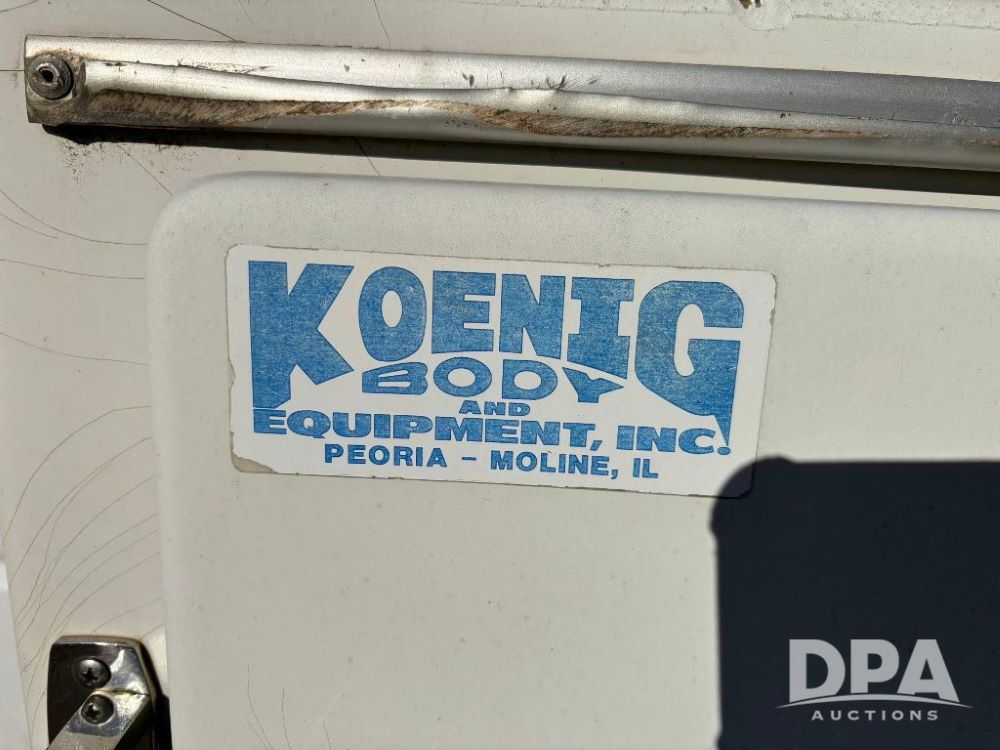 KOENIG
BODY
AND
EQUIPMENT, INC.
PEORIA - MOLINE, IL
DPA
AUCTIONS